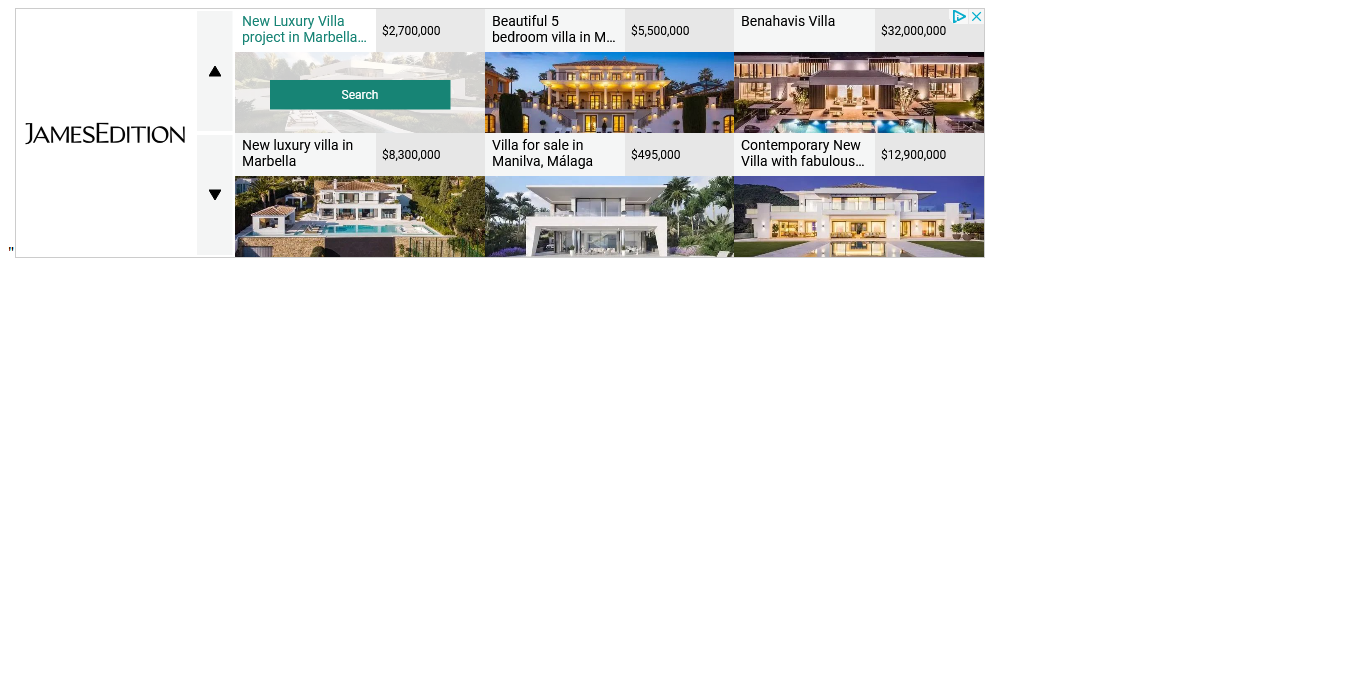 New Luxury Villa
project in Marbella...
$2,700,000
Beautiful 5
bedroom villa in M...
$5,500,000
Benahavis Villa
$32,000,000
Search
JAMESEDITION
New luxury villa in
Marbella
$8,300,000
Villa for sale in
Manilva, Málaga
$495,000
Contemporary New
Villa with fabulous...
$12,900,000
"